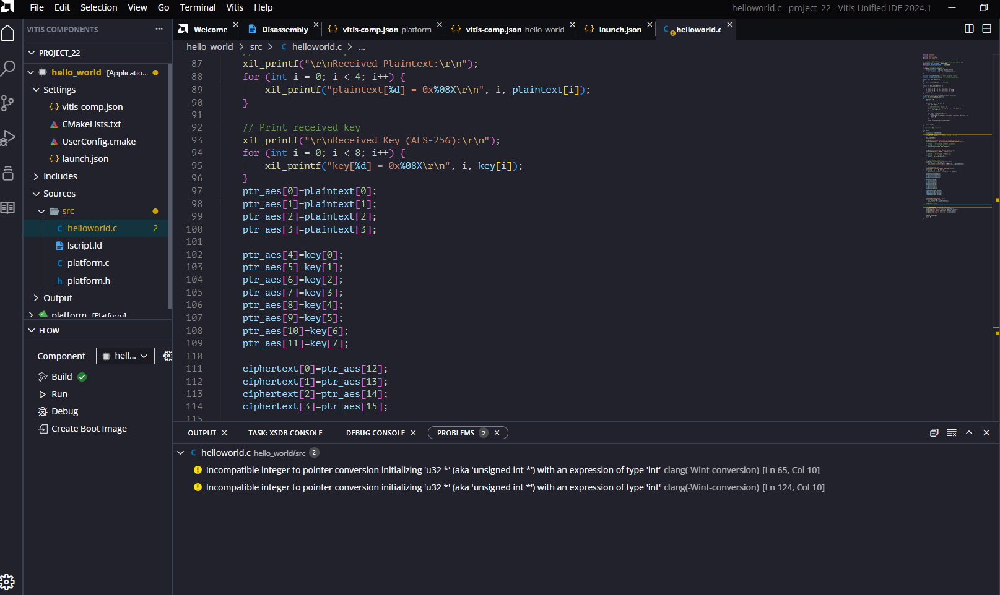 File Edit Selection View Go Terminal Vitis Help
helloworld.c - project_22 - Vitis Unified IDE 2024.1
VITIS COMPONENTS
PROJECT_22
hello_world [Applicatio...
Settings
vitis-comp.json
CMakeLists.txt
UserConfig.cmake
launch.json
Includes
Sources
src
C helloworld.c 2
lscript.ld
C platform.c
h platform.h
Output
platform [Platform]
FLOW
Component hell...
Build
Run
Debug
Create Boot Image
Welcome Disassembly {··} vitis-comp.json platform {··} vitis-comp.json hello_world {··} launch.json C helloworld.c
hello_world > src > C helloworld.c > ...
87 xil_printf("\r\nReceived Plaintext:\r\n");
88 for (int i = 0; i < 4; i++) {
89 xil_printf("plaintext[%d] = 0x%08X\r\n", i, plaintext[i]);
90 }
91
92 // Print received key
93 xil_printf("\r\nReceived Key (AES-256):\r\n");
94 for (int i = 0; i < 8; i++) {
95 xil_printf("key[%d] = 0x%08X\r\n", i, key[i]);
96 }
97 ptr_aes[0]=plaintext[0];
98 ptr_aes[1]=plaintext[1];
99 ptr_aes[2]=plaintext[2];
100 ptr_aes[3]=plaintext[3];
101
102 ptr_aes[4]=key[0];
103 ptr_aes[5]=key[1];
104 ptr_aes[6]=key[2];
105 ptr_aes[7]=key[3];
106 ptr_aes[8]=key[4];
107 ptr_aes[9]=key[5];
108 ptr_aes[10]=key[6];
109 ptr_aes[11]=key[7];
110
111 ciphertext[0]=ptr_aes[12];
112 ciphertext[1]=ptr_aes[13];
113 ciphertext[2]=ptr_aes[14];
114 ciphertext[3]=ptr_aes[15];
115
OUTPUT TASK: XSDB CONSOLE DEBUG CONSOLE PROBLEMS 2
C helloworld.c hello_world/src 2
Incompatible integer to pointer conversion initializing 'u32 *' (aka 'unsigned int *') with an expression of type 'int' clang(-Wint-conversion) [Ln 65, Col 10]
Incompatible integer to pointer conversion initializing 'u32 *' (aka 'unsigned int *') with an expression of type 'int' clang(-Wint-conversion) [Ln 124, Col 10]